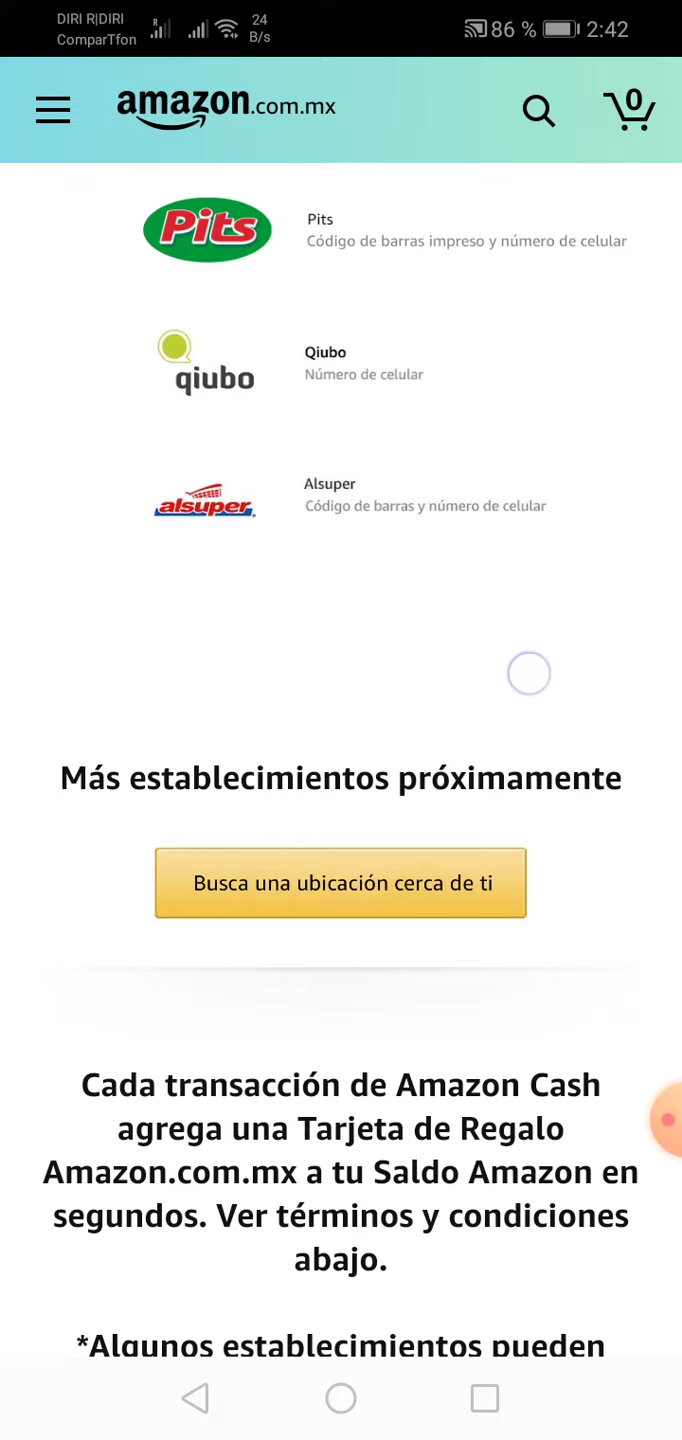 DIRI R|DIRI
ComparTfon
R
24
B/s
86 %
2:42
amazon.com.mx
0
Pits
Pits
Código de barras impreso y número de celular
qiubo
Qiubo
Número de celular
alsuper
Alsuper
Código de barras y número de celular
Más establecimientos próximamente
Busca una ubicación cerca de ti
Cada transacción de Amazon Cash
agrega una Tarjeta de Regalo
Amazon.com.mx a tu Saldo Amazon en
segundos. Ver términos y condiciones
abajo.
*Algunos establecimientos pueden